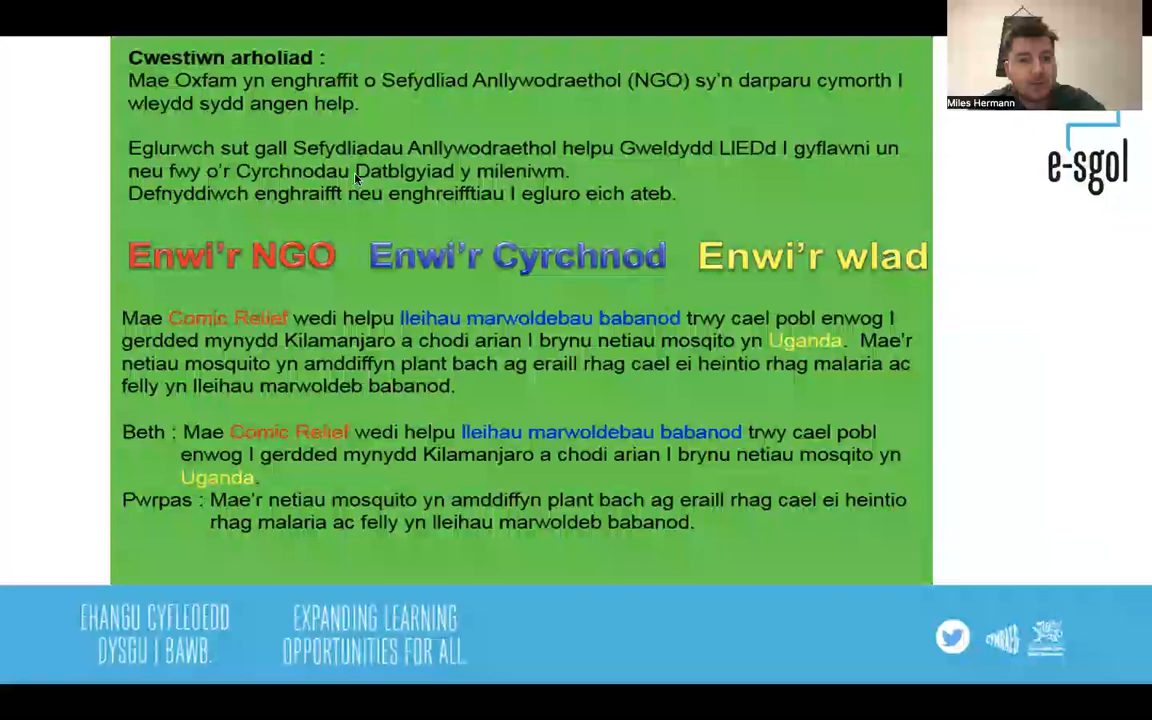 Cwestiwn arholiad :
Mae Oxfam yn enghraffit o Sefydliad Anllywodraethol (NGO) sy'n darparu cymorth I
wleydd sydd angen help.
Eglurwch sut gall Sefydliadau Anllywodraethol helpu Gweldydd LlEDd I gyflawni un
neu fwy o'r Cyrchnodau Datblgyiad y mileniwm.
Defnyddiwch enghraifft neu enghreifftiau I egluro eich ateb.
Enwi'r NGO Enwi'r Cyrchnod Enwi'r wlad
Mae Comic Relief wedi helpu lleihau marwoldebau babanod trwy cael pobl enwog I
gerdded mynydd Kilamanjaro a chodi arian I brynu netiau mosqito yn Uganda. Mae'r
netiau mosquito yn amddiffyn plant bach ag eraill rhag cael ei heintio rhag malaria ac
felly yn lleihau marwoldeb babanod.
Beth : Mae Comic Relief wedi helpu lleihau marwoldebau babanod trwy cael pobl
enwog I gerdded mynydd Kilamanjaro a chodi arian I brynu netiau mosqito yn
Uganda.
Pwrpas : Mae'r netiau mosquito yn amddiffyn plant bach ag eraill rhag cael ei heintio
rhag malaria ac felly yn lleihau marwoldeb babanod.
Miles Hermann
e-sgol
EHANGU CYFLEOEDD
DYSGU I BAWB.
EXPANDING LEARNING
OPPORTUNITIES FOR ALL.